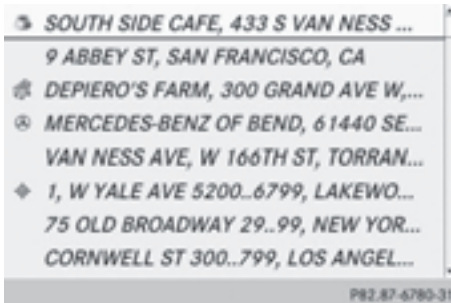 SOUTH SIDE CAFE, 433 S VAN NESS ...
9 ABBEY ST, SAN FRANCISCO, CA
DEPIERO'S FARM, 300 GRAND AVE W,...
MERCEDES-BENZ OF BEND, 61440 SE...
VAN NESS AVE, W 166TH ST, TORRAN...
1, W YALE AVE 5200..6799, LAKEWO...
75 OLD BROADWAY 29..99, NEW YOR...
CORNWELL ST 300..799, LOS ANGEL...
P82.87-6780-31